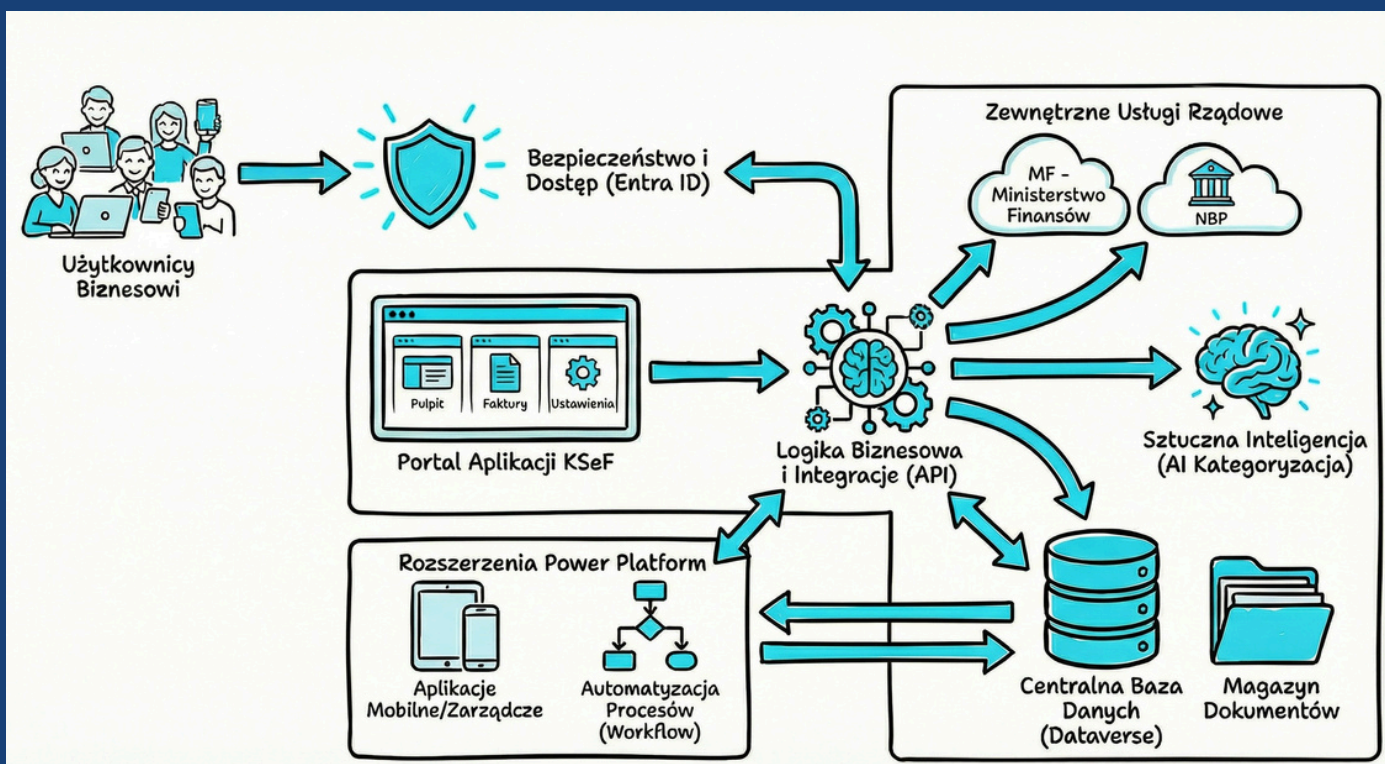 Użytkownicy
Biznesowi
Bezpieczeństwo i
Dostęp (Entra ID)
Zewnętrzne Usługi Rządowe
MF -
Ministerstwo
Finansów
NBP
Pulpit
Faktury
Ustawienia
Portal Aplikacji KSeF
Logika Biznesowa
i Integracje (API)
Sztuczna Inteligencja
(AI Kategoryzacja)
Rozszerzenia Power Platform
Aplikacje
Mobilne/Zarządcze
Automatyzacja
Procesów
(Workflow)
Centralna Baza
Danych
(Dataverse)
Magazyn
Dokumentów